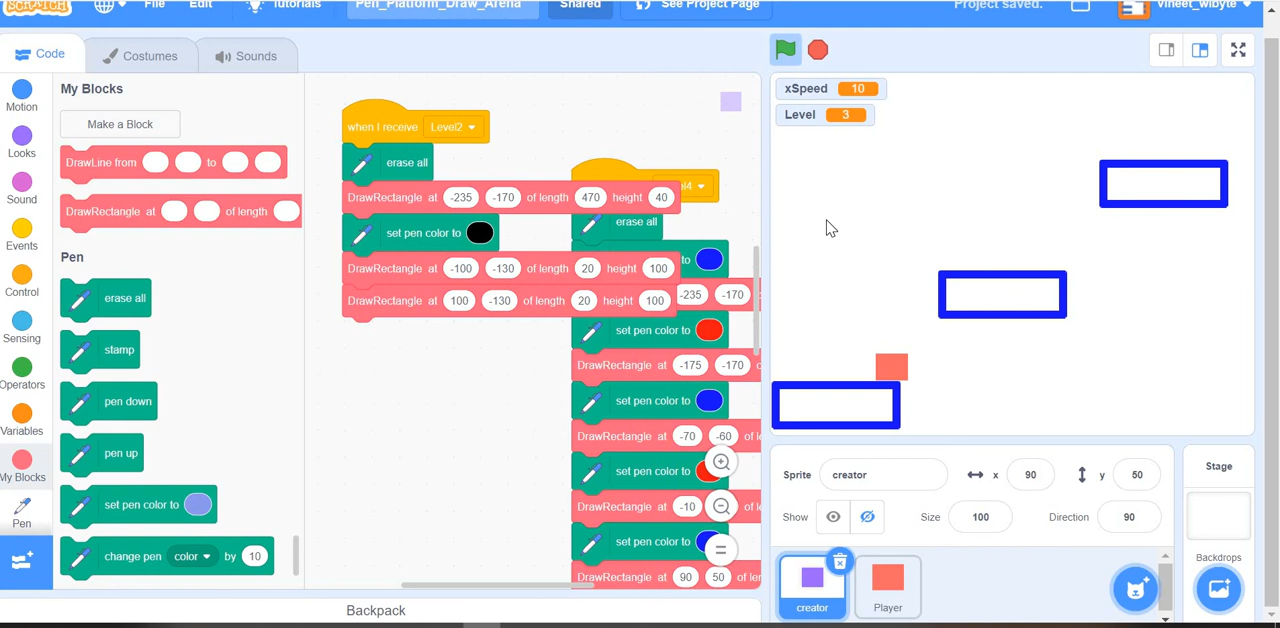 SCRATCH File Edit Tutorials Pen_Platform_Draw_Arena Shared See Project Page Project saved. vineet_wibyte
Code Costumes Sounds
Motion
Looks
Sound
Events
Control
Sensing
Operators
Variables
My Blocks
Pen
My Blocks
Make a Block
DrawLine from to
DrawRectangle at of length
Pen
erase all
stamp
pen down
pen up
set pen color to
change pen color by 10
when I receive Level2
erase all
DrawRectangle at -235 -170 of length 470 height 40
set pen color to
DrawRectangle at -100 -130 of length 20 height 100
DrawRectangle at 100 -130 of length 20 height 100
erase all
to
-235 -170
set pen color to
DrawRectangle at -175 -170
set pen color to
DrawRectangle at -70 -60 of
set pen color to
DrawRectangle at -10 of
set pen color to
DrawRectangle at 90 50 of
xSpeed 10
Level 3
Sprite creator x 90 y 50
Show Size 100 Direction 90
creator
Player
Stage
Backdrops
Backpack